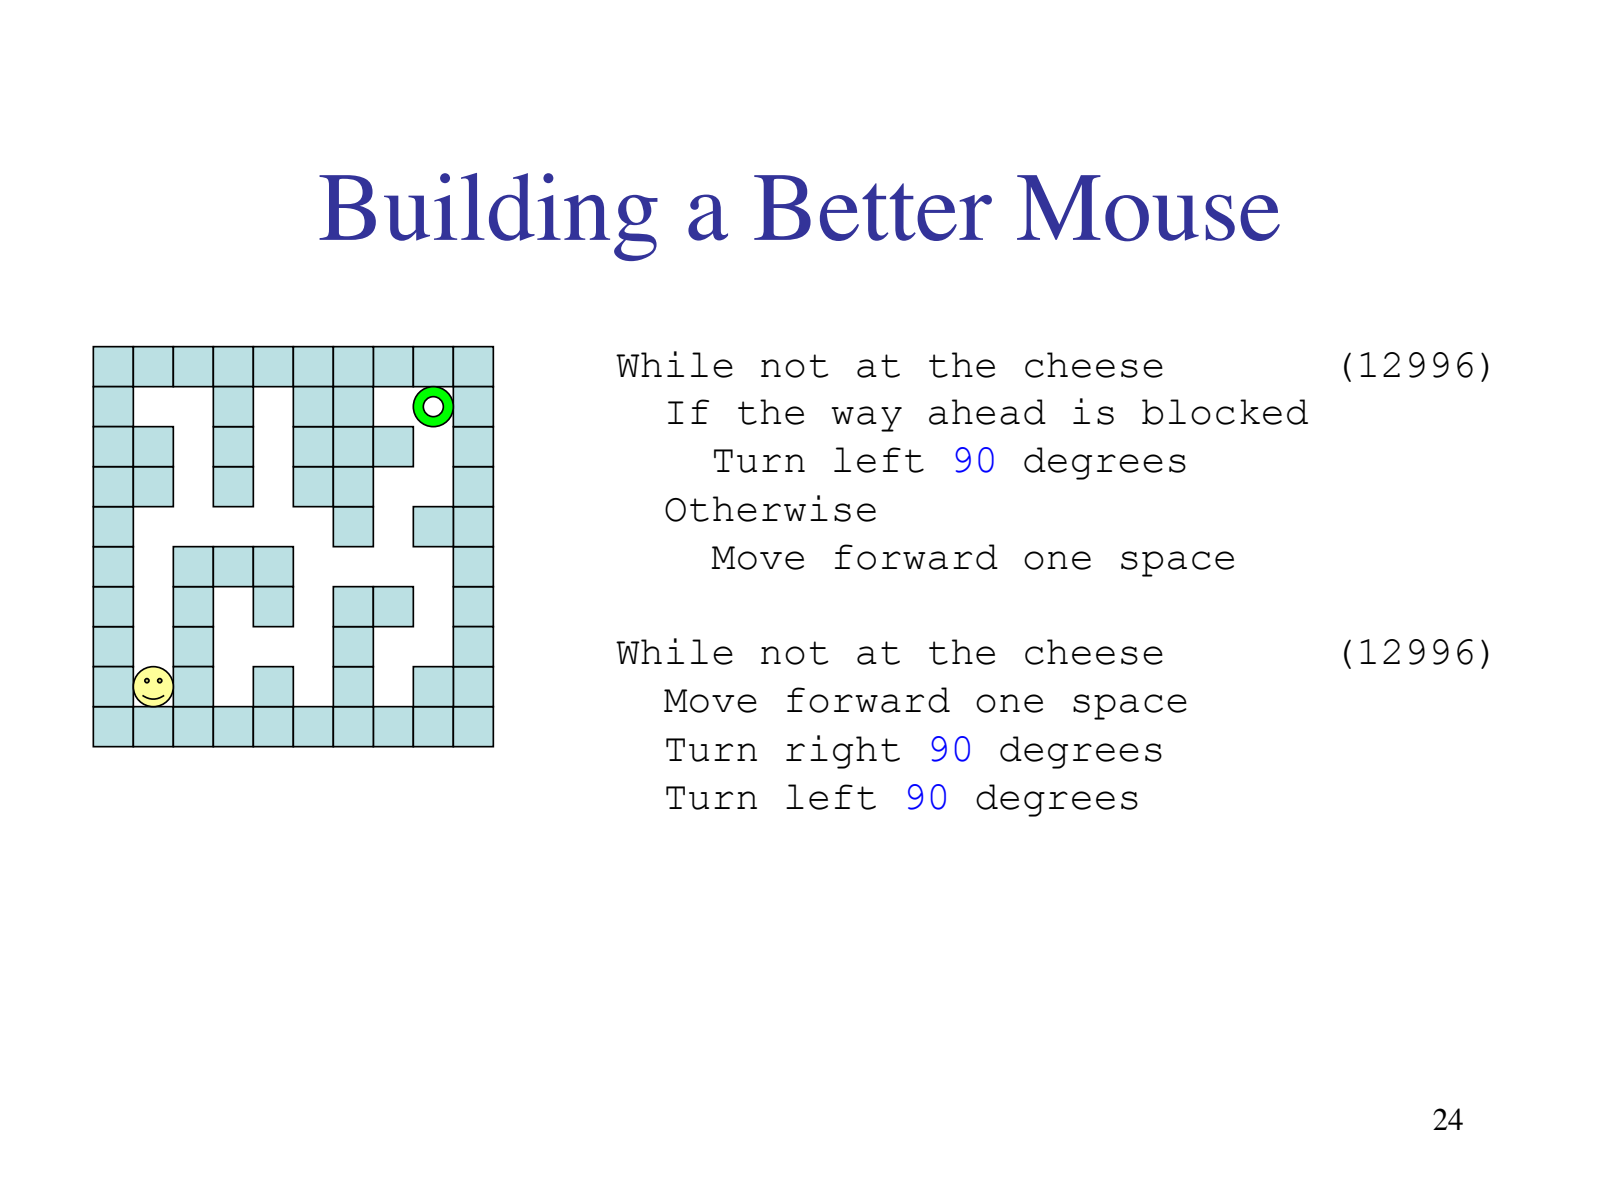 Building a Better Mouse
While not at the cheese (12996)
If the way ahead is blocked
Turn left 90 degrees
Otherwise
Move forward one space
While not at the cheese (12996)
Move forward one space
Turn right 90 degrees
Turn left 90 degrees
24